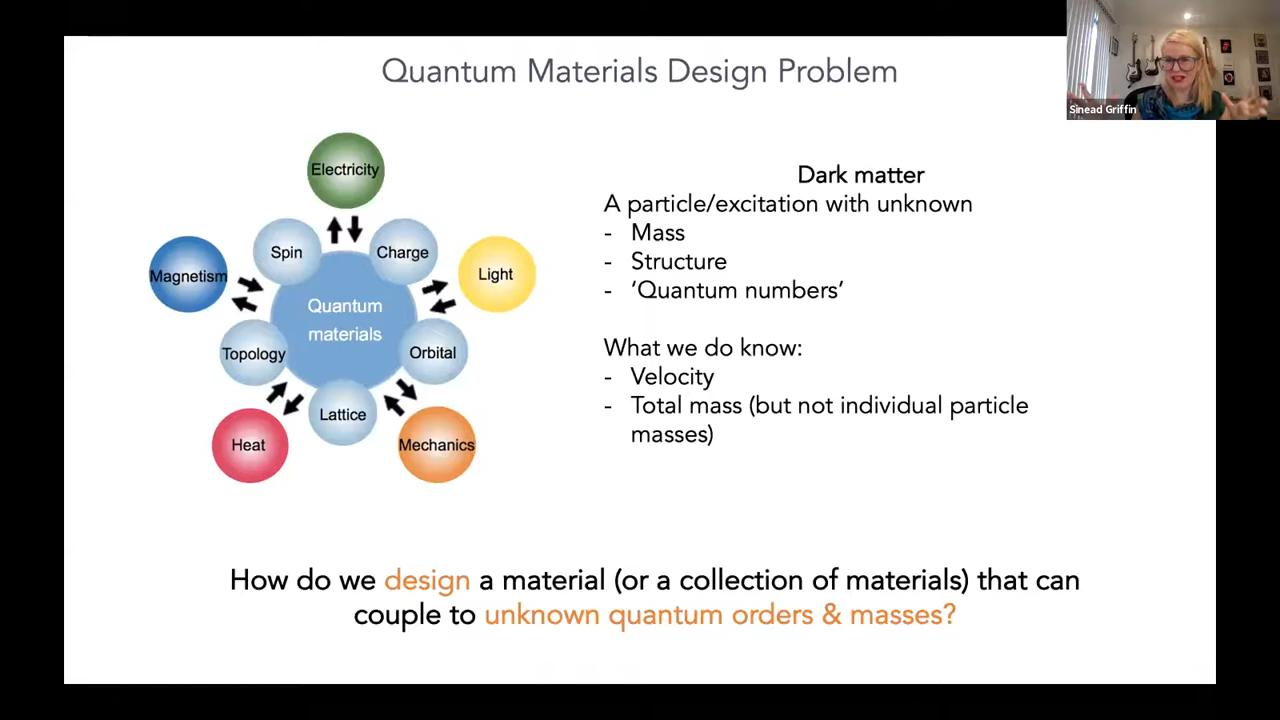 Quantum Materials Design Problem
Sinead Griffin
Electricity
Spin
Charge
Magnetism
Light
Quantum
materials
Topology
Orbital
Lattice
Heat
Mechanics
Dark matter
A particle/excitation with unknown
- Mass
- Structure
- ‘Quantum numbers’
What we do know:
- Velocity
- Total mass (but not individual particle
masses)
How do we design a material (or a collection of materials) that can
couple to unknown quantum orders & masses?